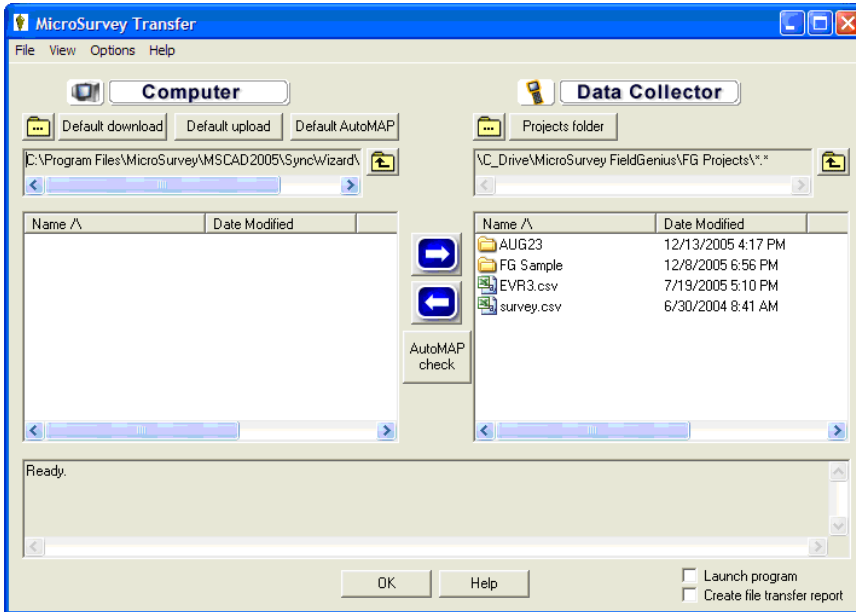 MicroSurvey Transfer
File View Options Help
Computer
Data Collector
... Default download Default upload Default AutoMAP
... Projects folder
C:\Program Files\MicroSurvey\MSCAD2005\SyncWizard\
\C_Drive\MicroSurvey FieldGenius\FG Projects\*.*
Name /\ Date Modified
Name /\ Date Modified
AUG23 12/13/2005 4:17 PM
FG Sample 12/8/2005 6:56 PM
EVR3.csv 7/19/2005 5:10 PM
survey.csv 6/30/2004 8:41 AM
AutoMAP
check
Ready.
OK Help
Launch program
Create file transfer report